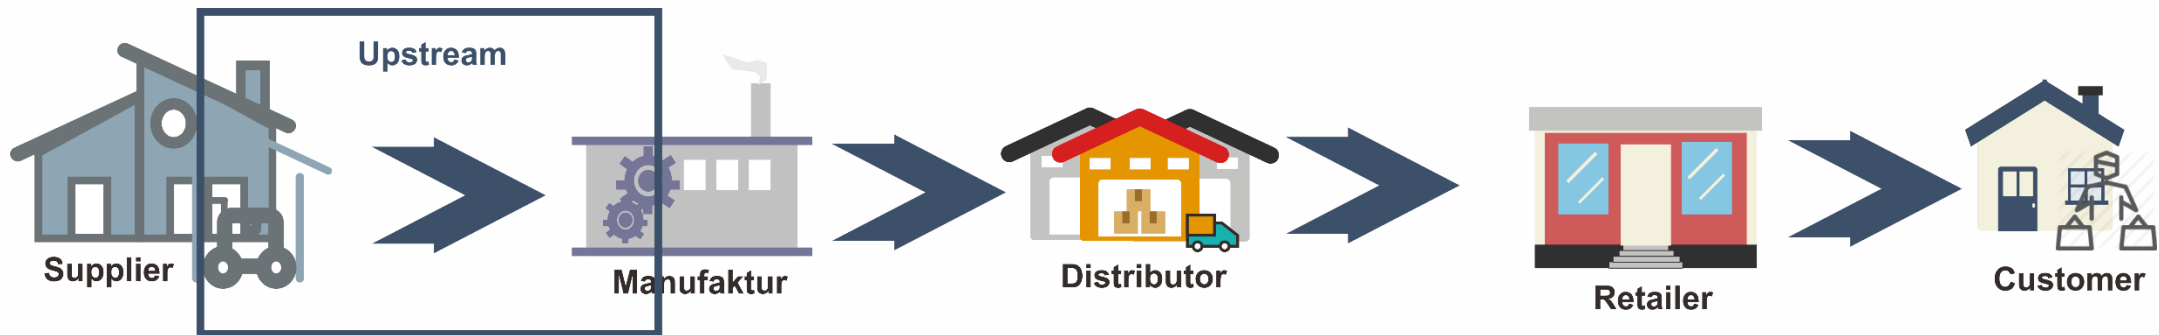 Upstream
Supplier
Manufaktur
Distributor
Retailer
Customer